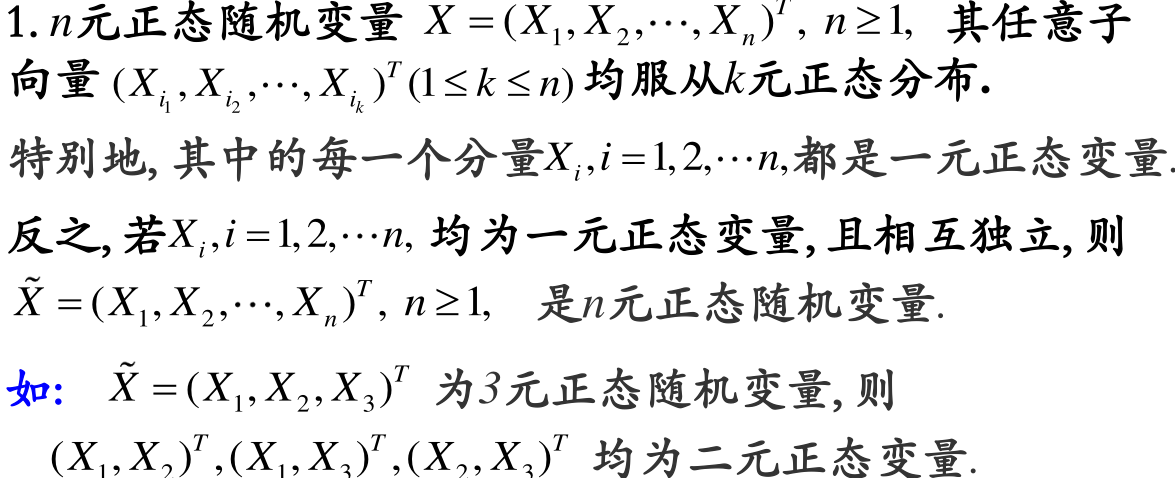 1. n元正态随机变量 X = (X₁, X₂, ⋯, Xₙ)ᵀ, n ≥ 1, 其任意子
向量 (X_{i₁}, X_{i₂}, ⋯, X_{iₖ})ᵀ (1 ≤ k ≤ n) 均服从k元正态分布.
特别地, 其中的每一个分量Xᵢ, i = 1, 2, ⋯n, 都是一元正态变量.
反之, 若Xᵢ, i = 1, 2, ⋯n, 均为一元正态变量, 且相互独立, 则
X̃ = (X₁, X₂, ⋯, Xₙ)ᵀ, n ≥ 1, 是n元正态随机变量.
如: X̃ = (X₁, X₂, X₃)ᵀ 为3元正态随机变量, 则
(X₁, X₂)ᵀ, (X₁, X₃)ᵀ, (X₂, X₃)ᵀ 均为二元正态变量.